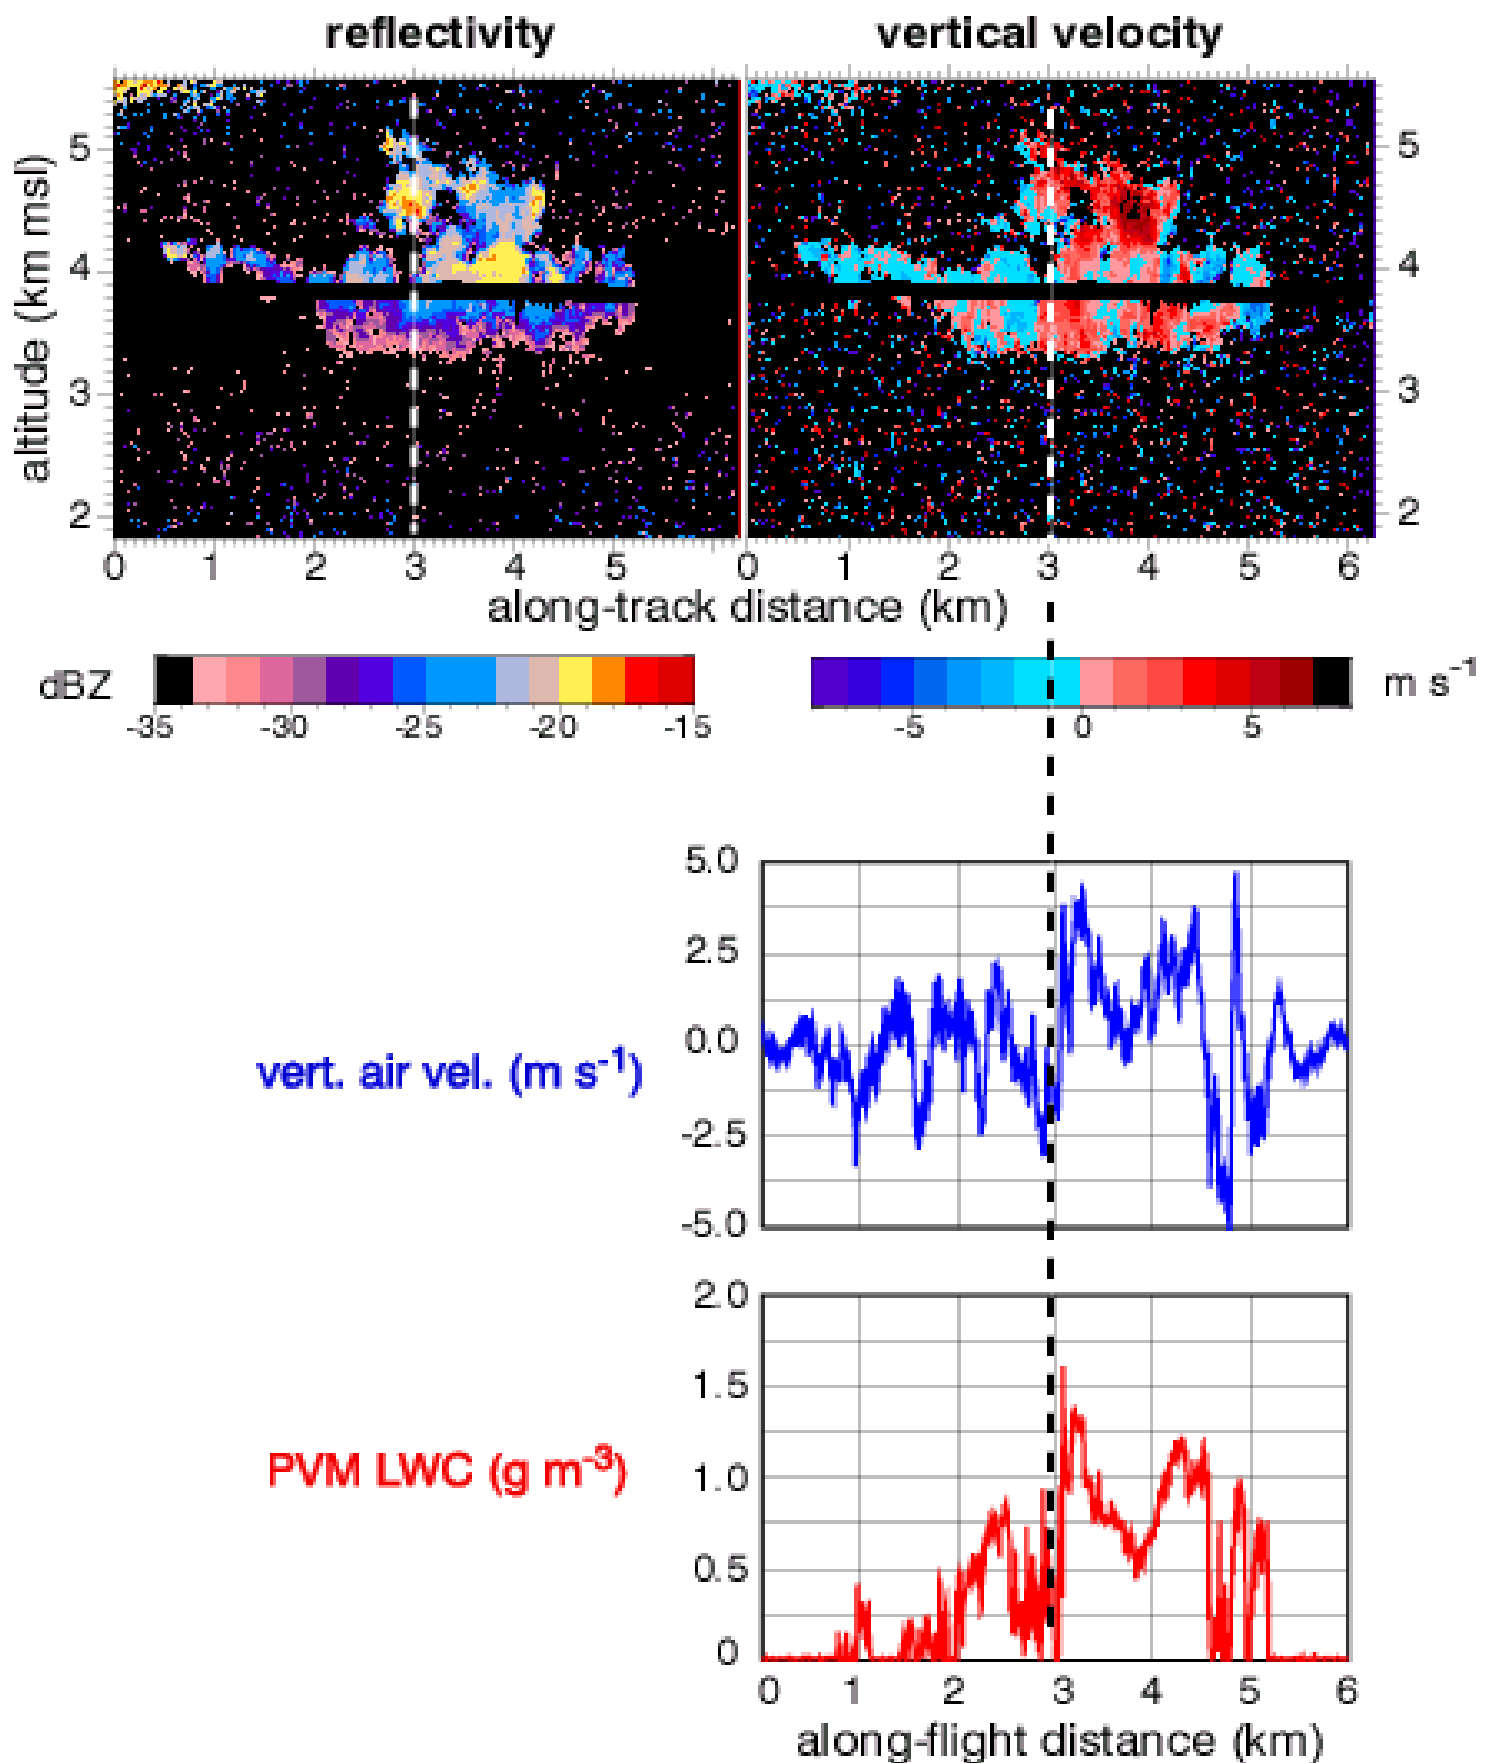 reflectivity vertical velocity
altitude (km msl)
5 5
4 4
3 3
2 2
0 1 2 3 4 5 0 1 2 3 4 5 6
along-track distance (km)
dBZ m s-1
-35 -30 -25 -20 -15 -5 0 5
5.0
2.5
0.0
vert. air vel. (m s-1)
-2.5
-5.0
2.0
1.5
PVM LWC (g m-3)
1.0
0.5
0
0 1 2 3 4 5 6
along-flight distance (km)